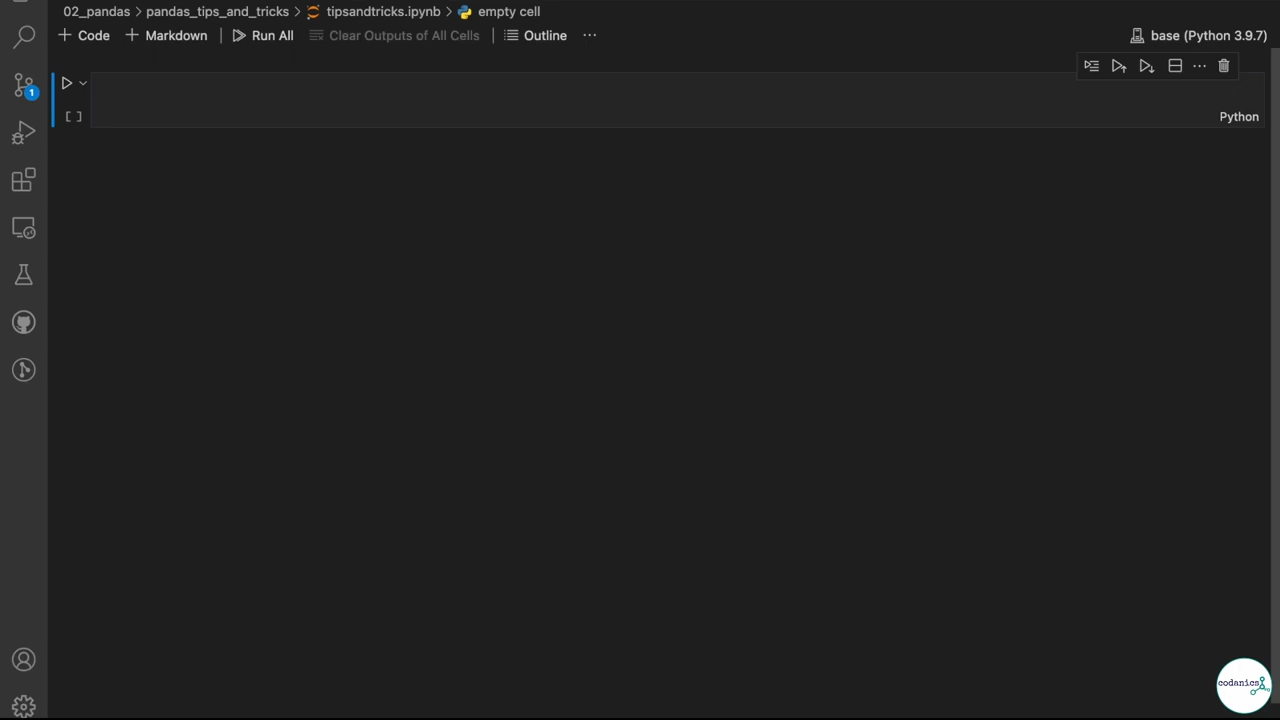 02_pandas > pandas_tips_and_tricks > tipsandtricks.ipynb > empty cell
+ Code + Markdown | Run All Clear Outputs of All Cells | Outline ... base (Python 3.9.7)
1
[ ]
Python
codanics